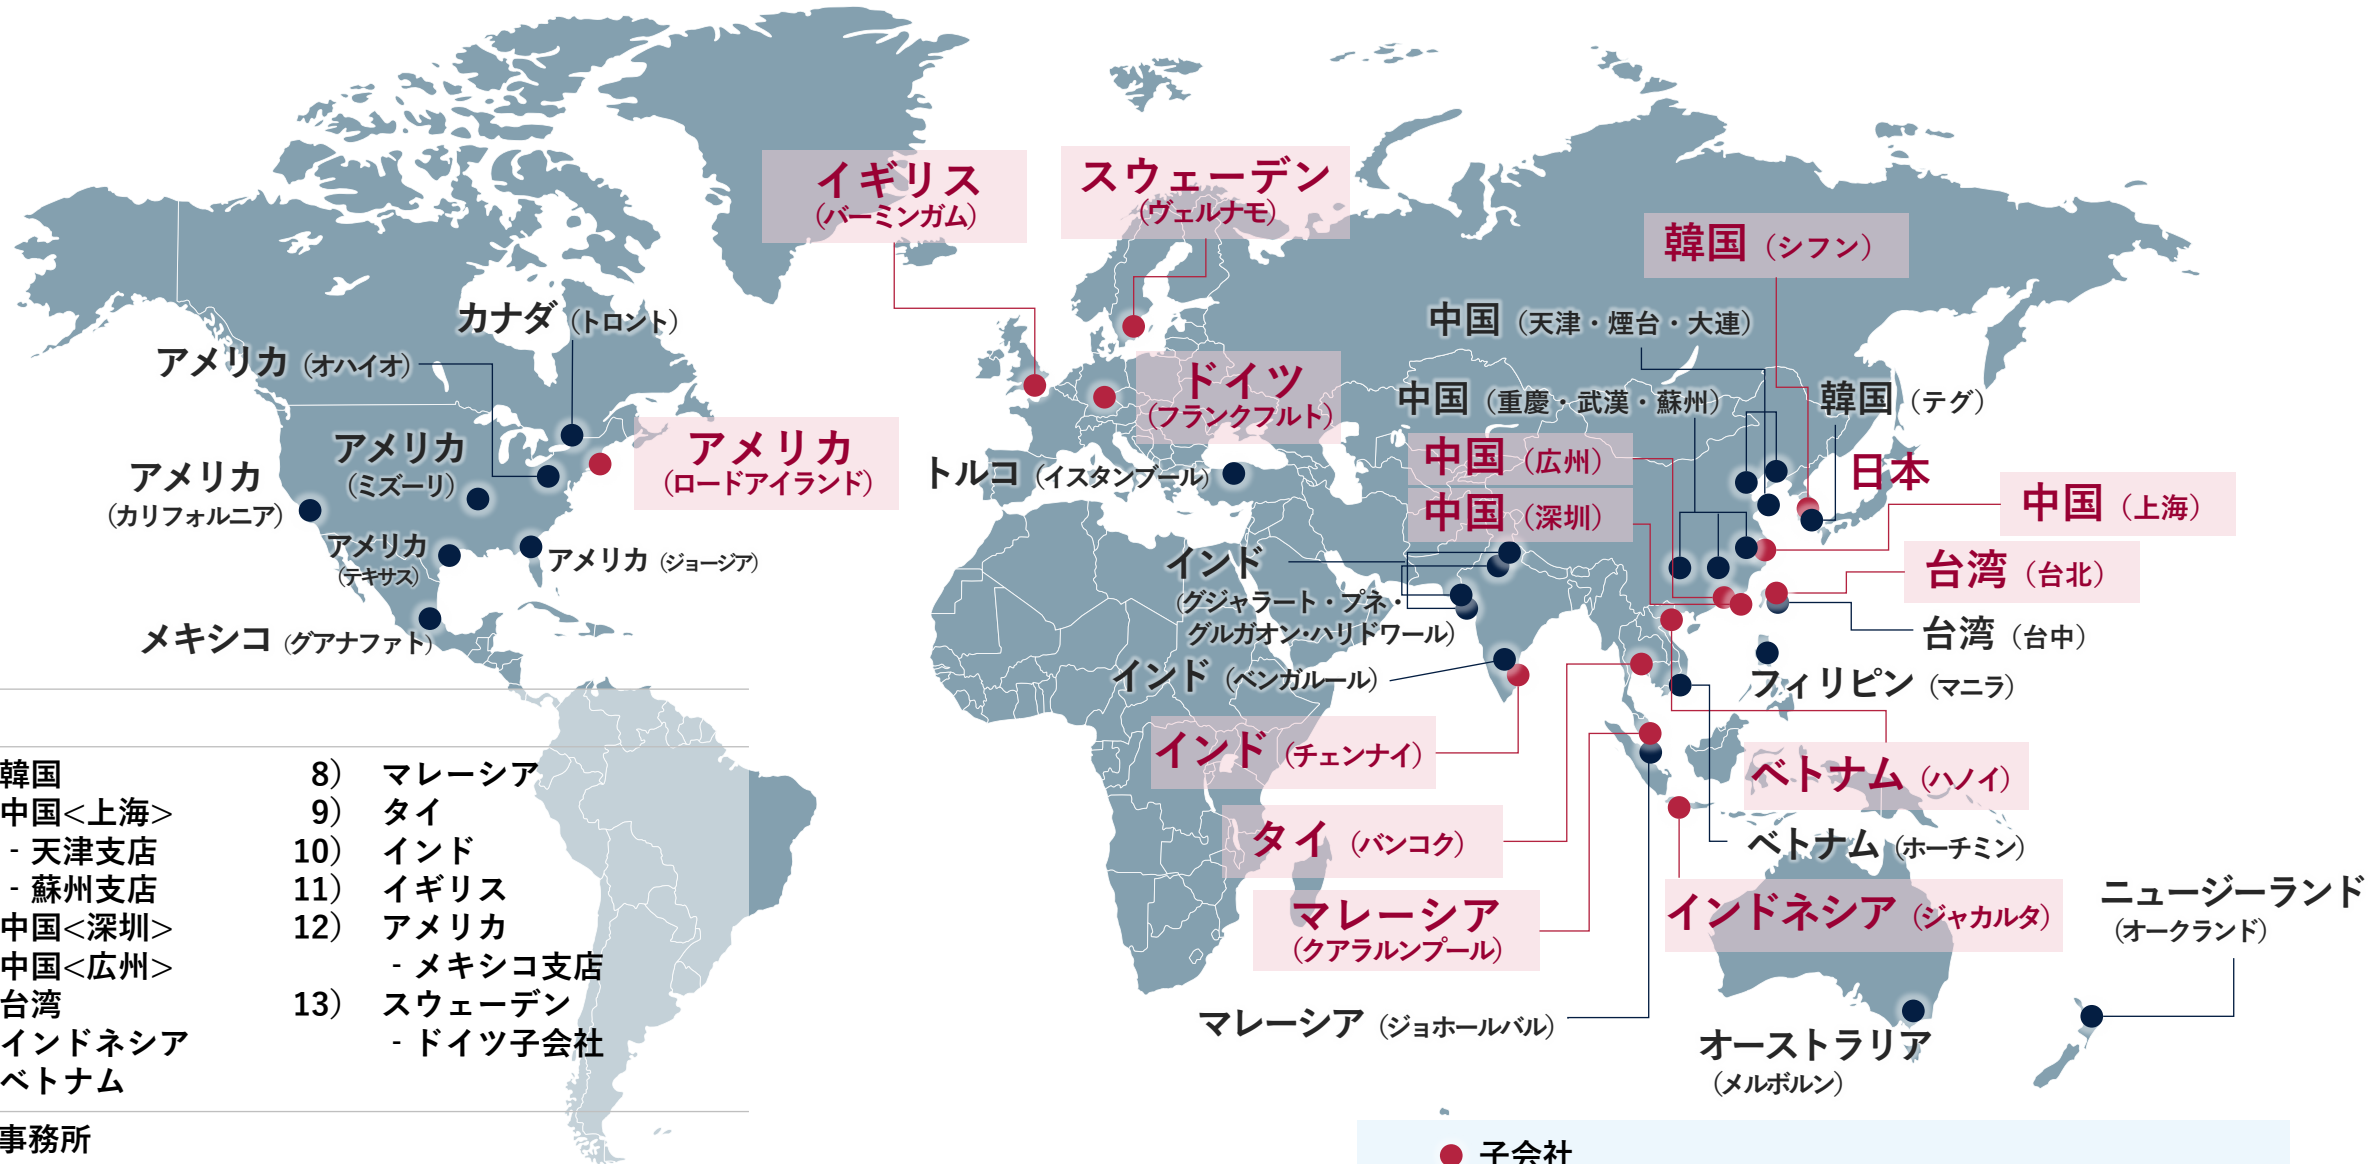 イギリス
（バーミンガム）
スウェーデン
（ヴェルナモ）
韓国（シフン）
カナダ（トロント）
中国（天津・煙台・大連）
アメリカ（オハイオ）
ドイツ
（フランクフルト）
中国（重慶・武漢・蘇州）
韓国（テグ）
アメリカ
（ロードアイランド）
アメリカ
（ミズーリ）
中国（広州）
日本
アメリカ
（カリフォルニア）
トルコ（イスタンブール）
中国（深圳）
中国（上海）
アメリカ
（テキサス）
アメリカ（ジョージア）
インド
（グジャラート・プネ・
グルガオン・ハリドワール）
台湾（台北）
メキシコ（グアナファト）
台湾（台中）
インド（ベンガルール）
フィリピン（マニラ）
インド（チェンナイ）
ベトナム（ハノイ）
タイ（バンコク）
ベトナム（ホーチミン）
マレーシア
（クアラルンプール）
インドネシア（ジャカルタ）
ニュージーランド
（オークランド）
マレーシア（ジョホールバル）
オーストラリア
（メルボルン）
韓国
中国<上海>
- 天津支店
- 蘇州支店
中国<深圳>
中国<広州>
台湾
インドネシア
ベトナム
8） マレーシア
9） タイ
10） インド
11） イギリス
12） アメリカ
- メキシコ支店
13） スウェーデン
- ドイツ子会社
事務所
子会社